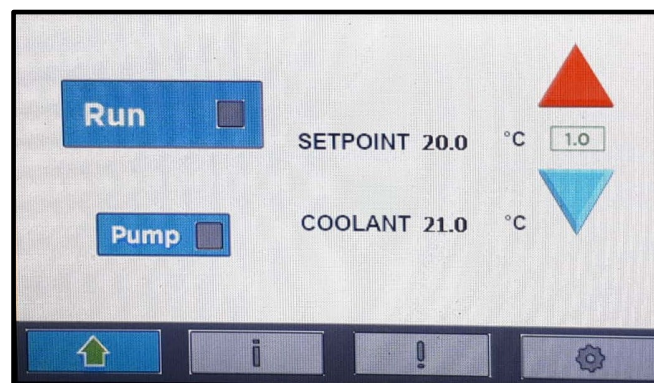 Run
SETPOINT 20.0 °C 1.0
Pump
COOLANT 21.0 °C
i
!